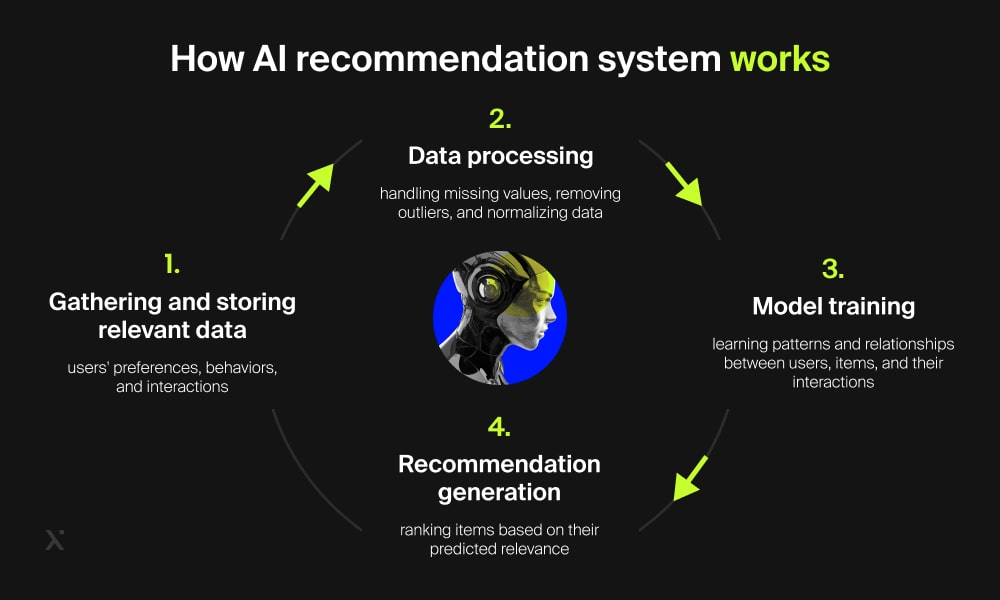 How AI recommendation system works
1.
Gathering and storing
relevant data
users' preferences, behaviors,
and interactions
2.
Data processing
handling missing values, removing
outliers, and normalizing data
3.
Model training
learning patterns and relationships
between users, items, and their
interactions
4.
Recommendation
generation
ranking items based on their
predicted relevance